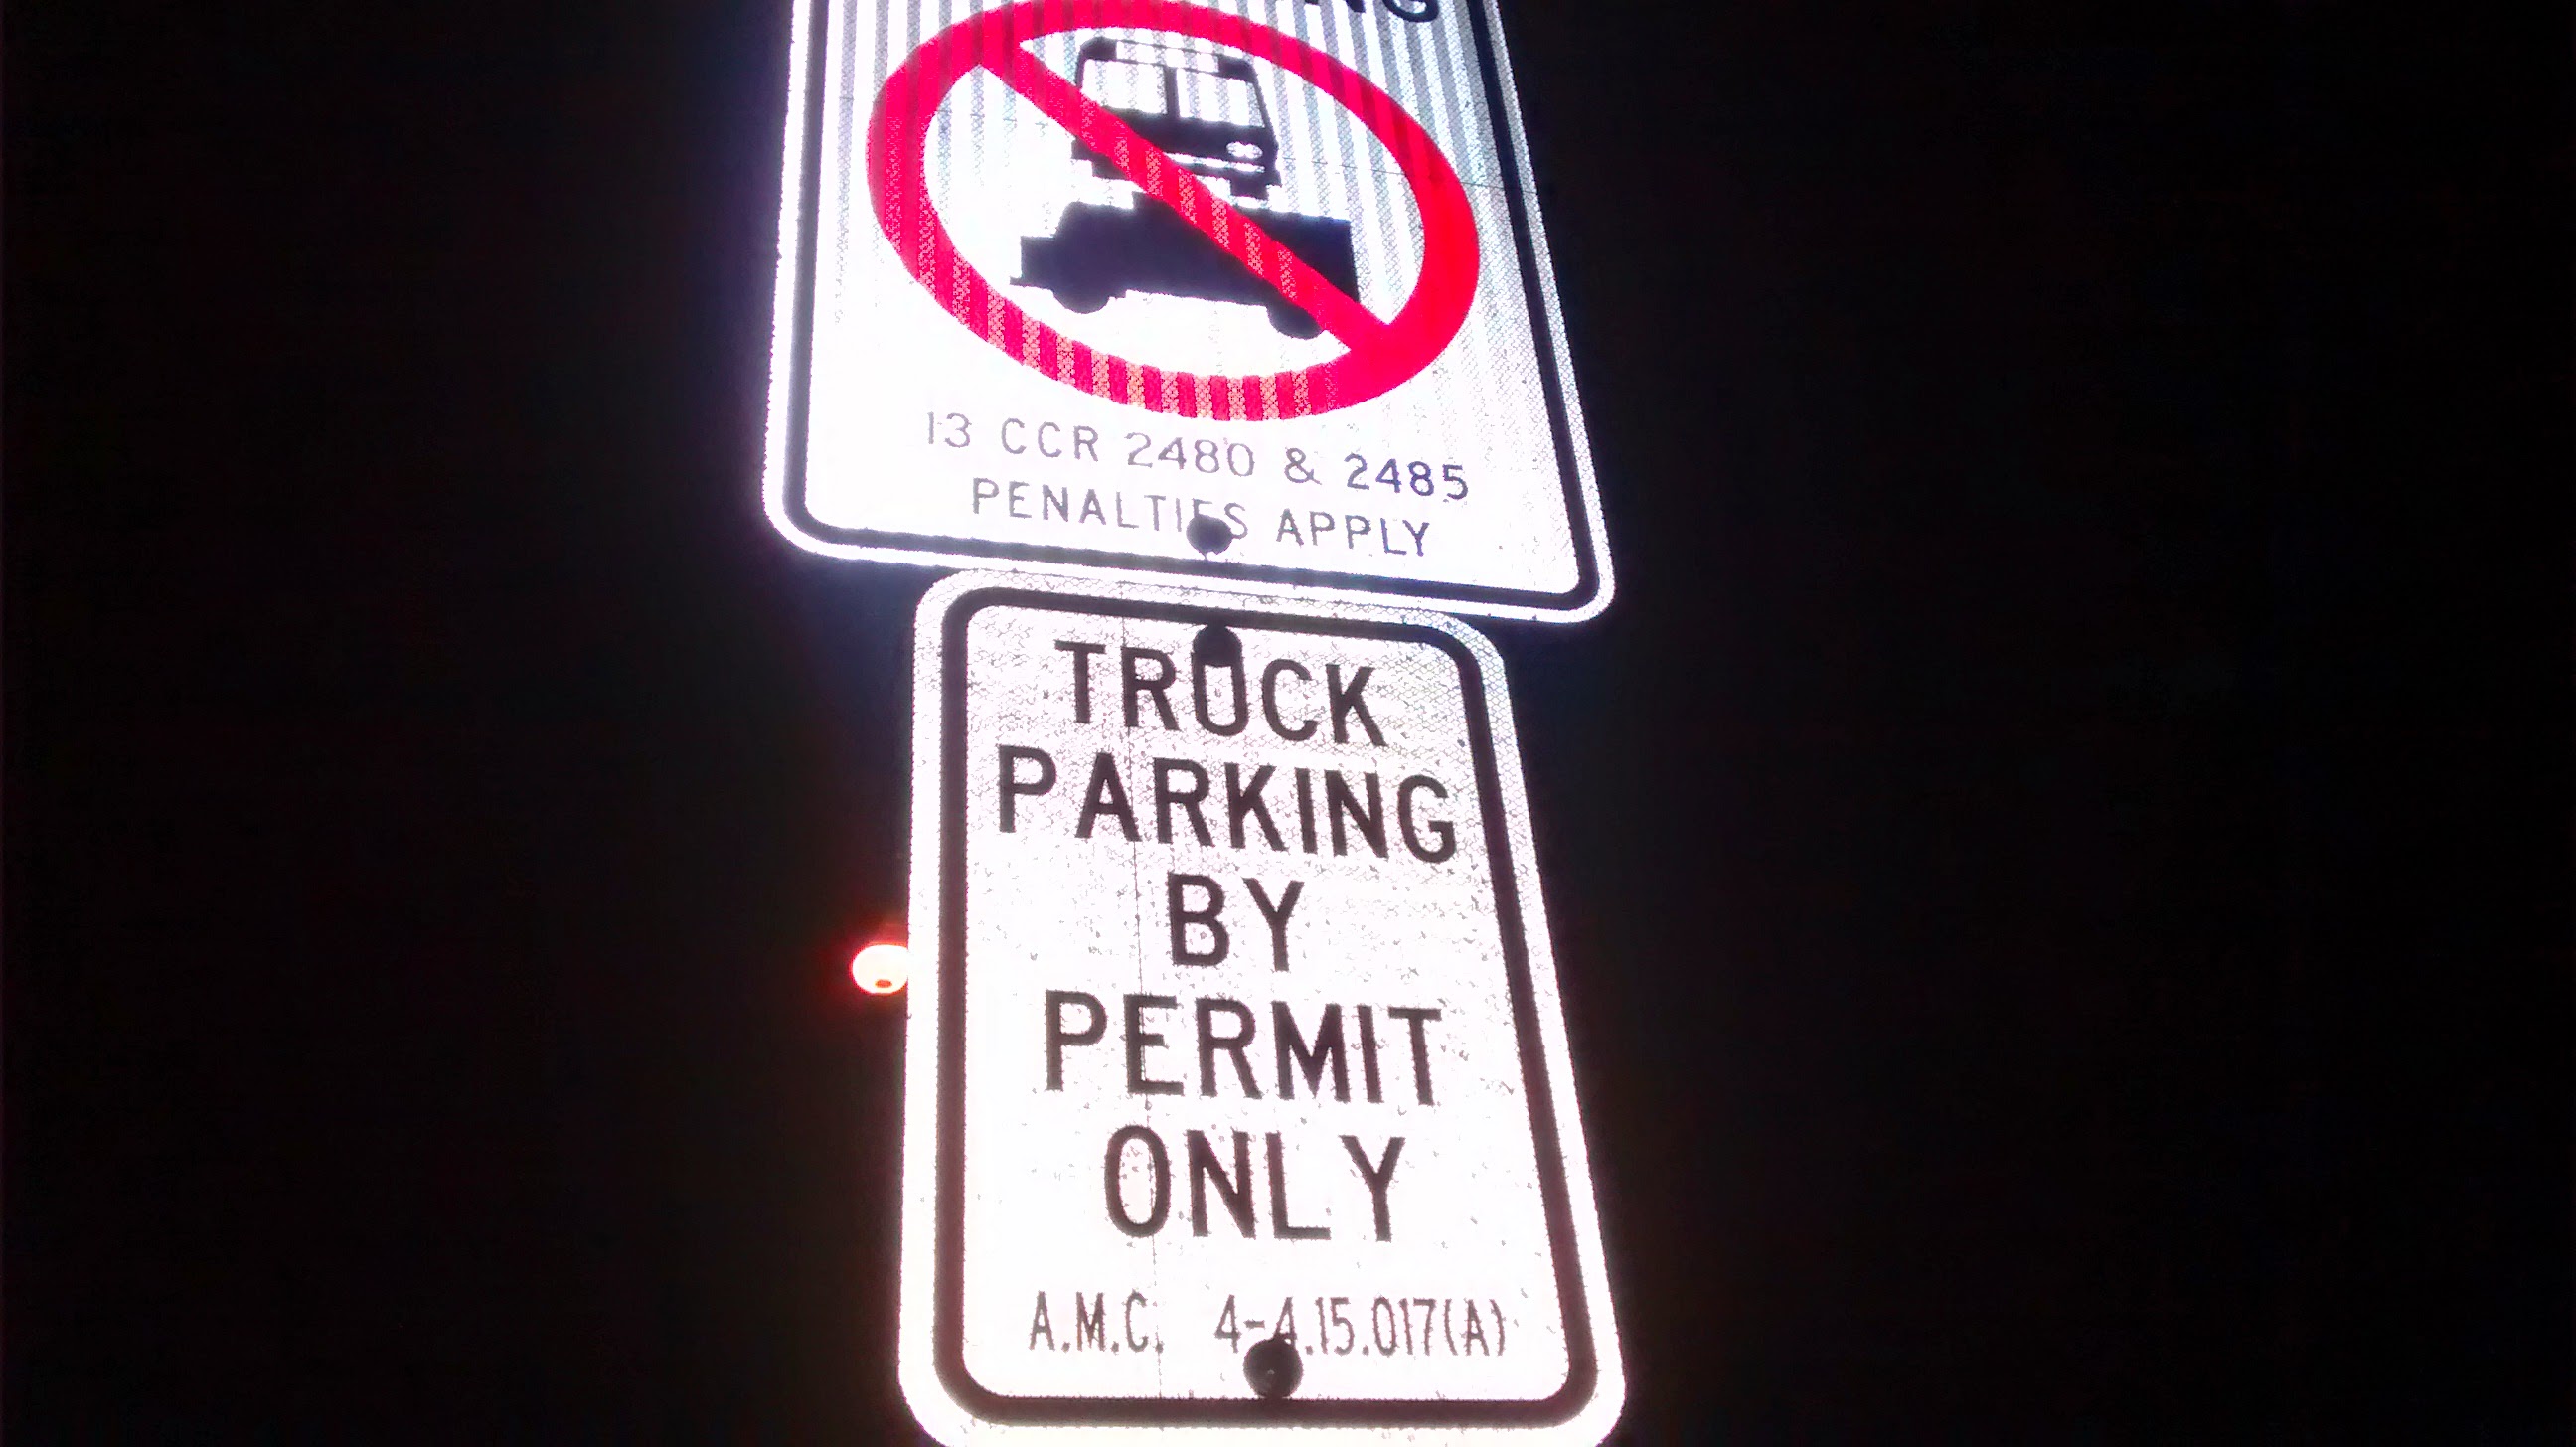 13 CCR 2480 & 2485
PENALTIES APPLY
TRUCK
PARKING
BY
PERMIT
ONLY
A.M.C. 4-4.15.017(A)